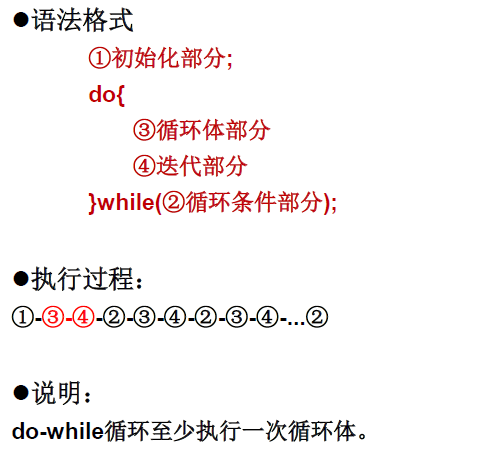 ●语法格式
①初始化部分;
do{
③循环体部分
④迭代部分
}while(②循环条件部分);
●执行过程：
①-③-④-②-③-④-②-③-④-...②
●说明：
do-while循环至少执行一次循环体。